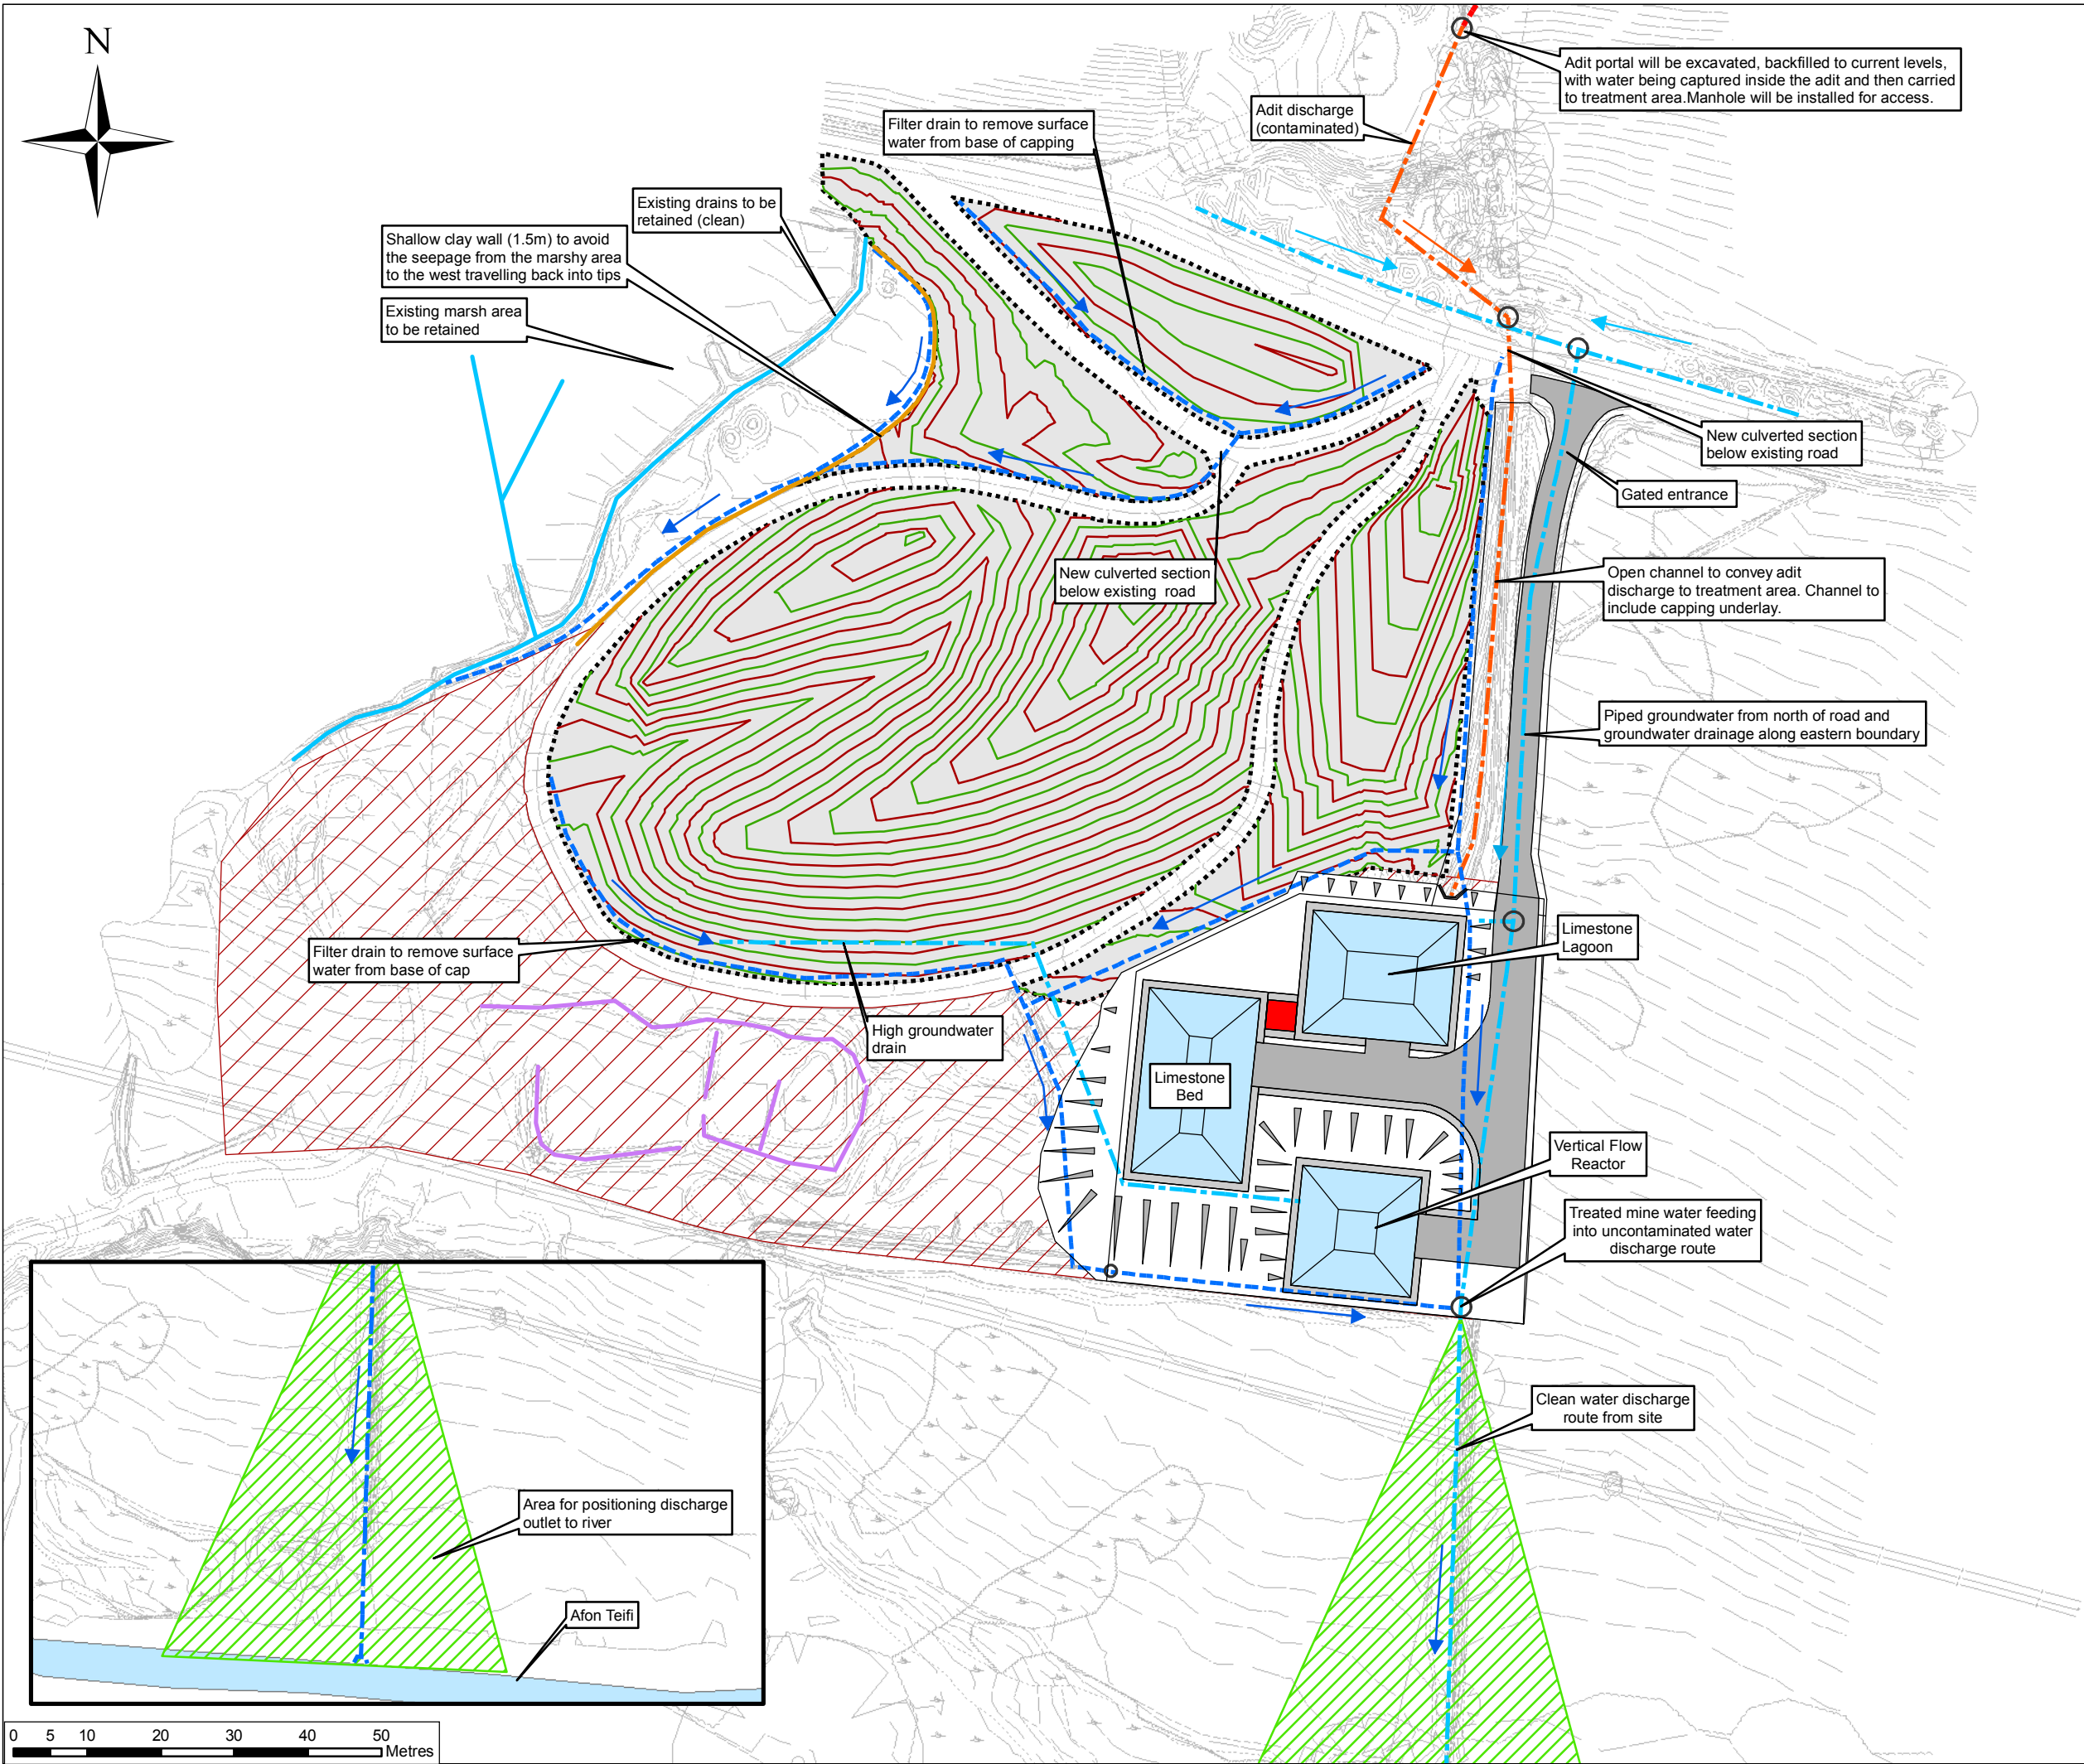 N
Adit portal will be excavated, backfilled to current levels,
with water being captured inside the adit and then carried
to treatment area.Manhole will be installed for access.
Adit discharge
(contaminated)
Filter drain to remove surface
water from base of capping
Existing drains to be
retained (clean)
Shallow clay wall (1.5m) to avoid
the seepage from the marshy area
to the west travelling back into tips
Existing marsh area
to be retained
New culverted section
below existing road
Gated entrance
New culverted section
below existing road
Open channel to convey adit
discharge to treatment area. Channel to
include capping underlay.
Piped groundwater from north of road and
groundwater drainage along eastern boundary
Filter drain to remove surface
water from base of cap
High groundwater
drain
Limestone
Lagoon
Limestone
Bed
Vertical Flow
Reactor
Treated mine water feeding
into uncontaminated water
discharge route
Clean water discharge
route from site
Area for positioning discharge
outlet to river
Afon Teifi
0 5 10 20 30 40 50
Metres